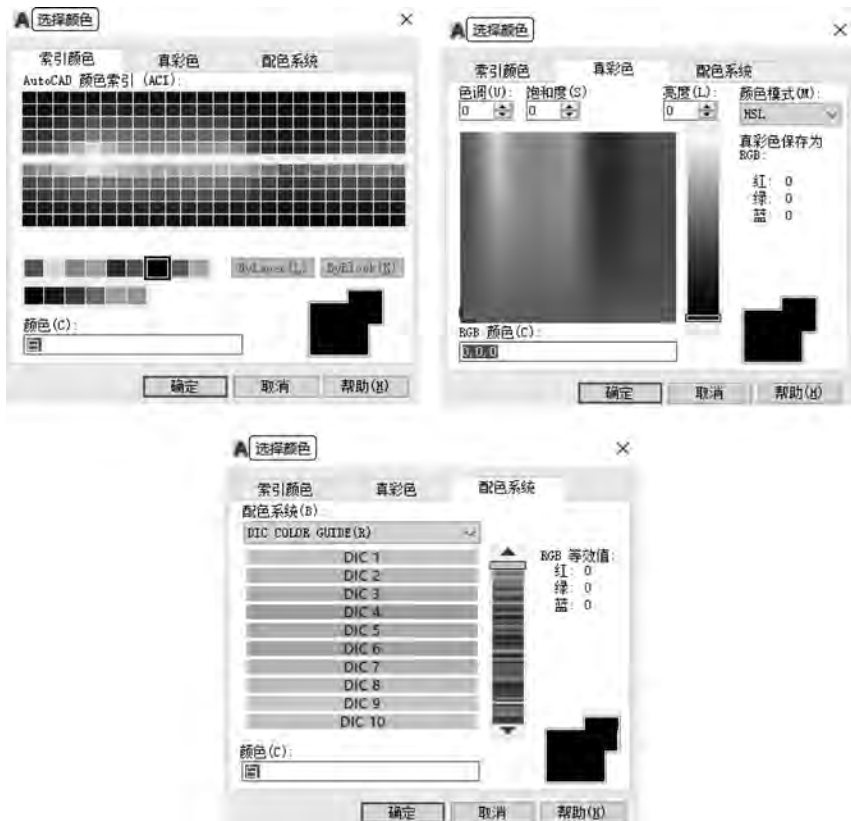 A 选择颜色 ×
索引颜色 真彩色 配色系统
AutoCAD 颜色索引 (ACI):
ByLayer(L) ByBlock(K)
颜色(C):
确定 取消 帮助(H)
A 选择颜色 ×
索引颜色 真彩色 配色系统
色调(U): 饱和度(S) 亮度(L): 颜色模式(M):
0 0 0 HSL
真彩色保存为
RGB:
红: 0
绿: 0
蓝: 0
RGB 颜色(C):
0,0,0
确定 取消 帮助(H)
A 选择颜色 ×
索引颜色 真彩色 配色系统
配色系统(B)
DIC COLOR GUIDE(R)
DIC 1
DIC 2
DIC 3
DIC 4
DIC 5
DIC 6
DIC 7
DIC 8
DIC 9
DIC 10
RGB 等效值:
红: 0
绿: 0
蓝: 0
颜色(C):
确定 取消 帮助(H)